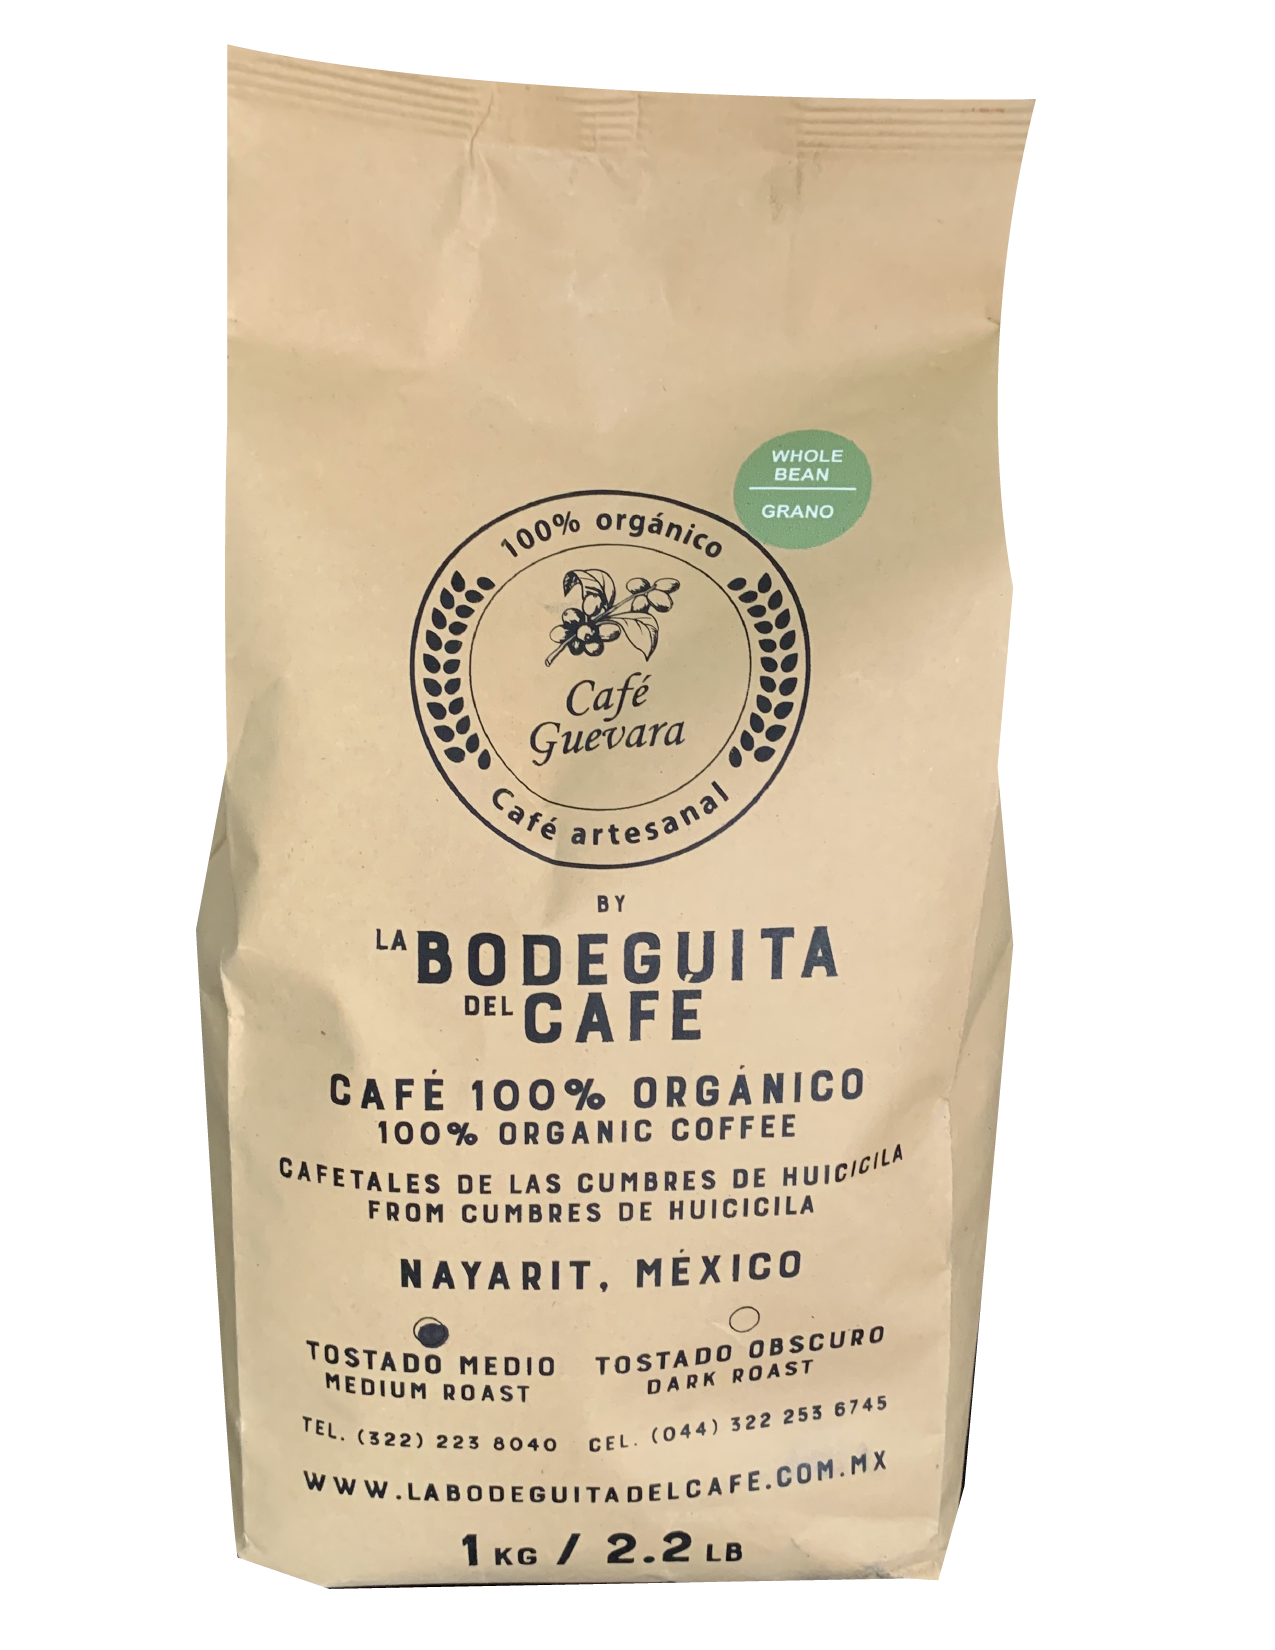 WHOLE
BEAN
GRANO
100% orgánico
Café
Guevara
Café artesanal
BY
LA BODEGUITA
DEL CAFÉ
CAFÉ 100% ORGÁNICO
100% ORGANIC COFFEE
CAFETALES DE LAS CUMBRES DE HUICICILA
FROM CUMBRES DE HUICICILA
NAYARIT, MÉXICO
TOSTADO MEDIO TOSTADO OBSCURO
MEDIUM ROAST DARK ROAST
TEL. (322) 223 8040 CEL. (044) 322 253 6745
WWW.LABODEGUITADELCAFE.COM.MX
1 KG / 2.2 LB